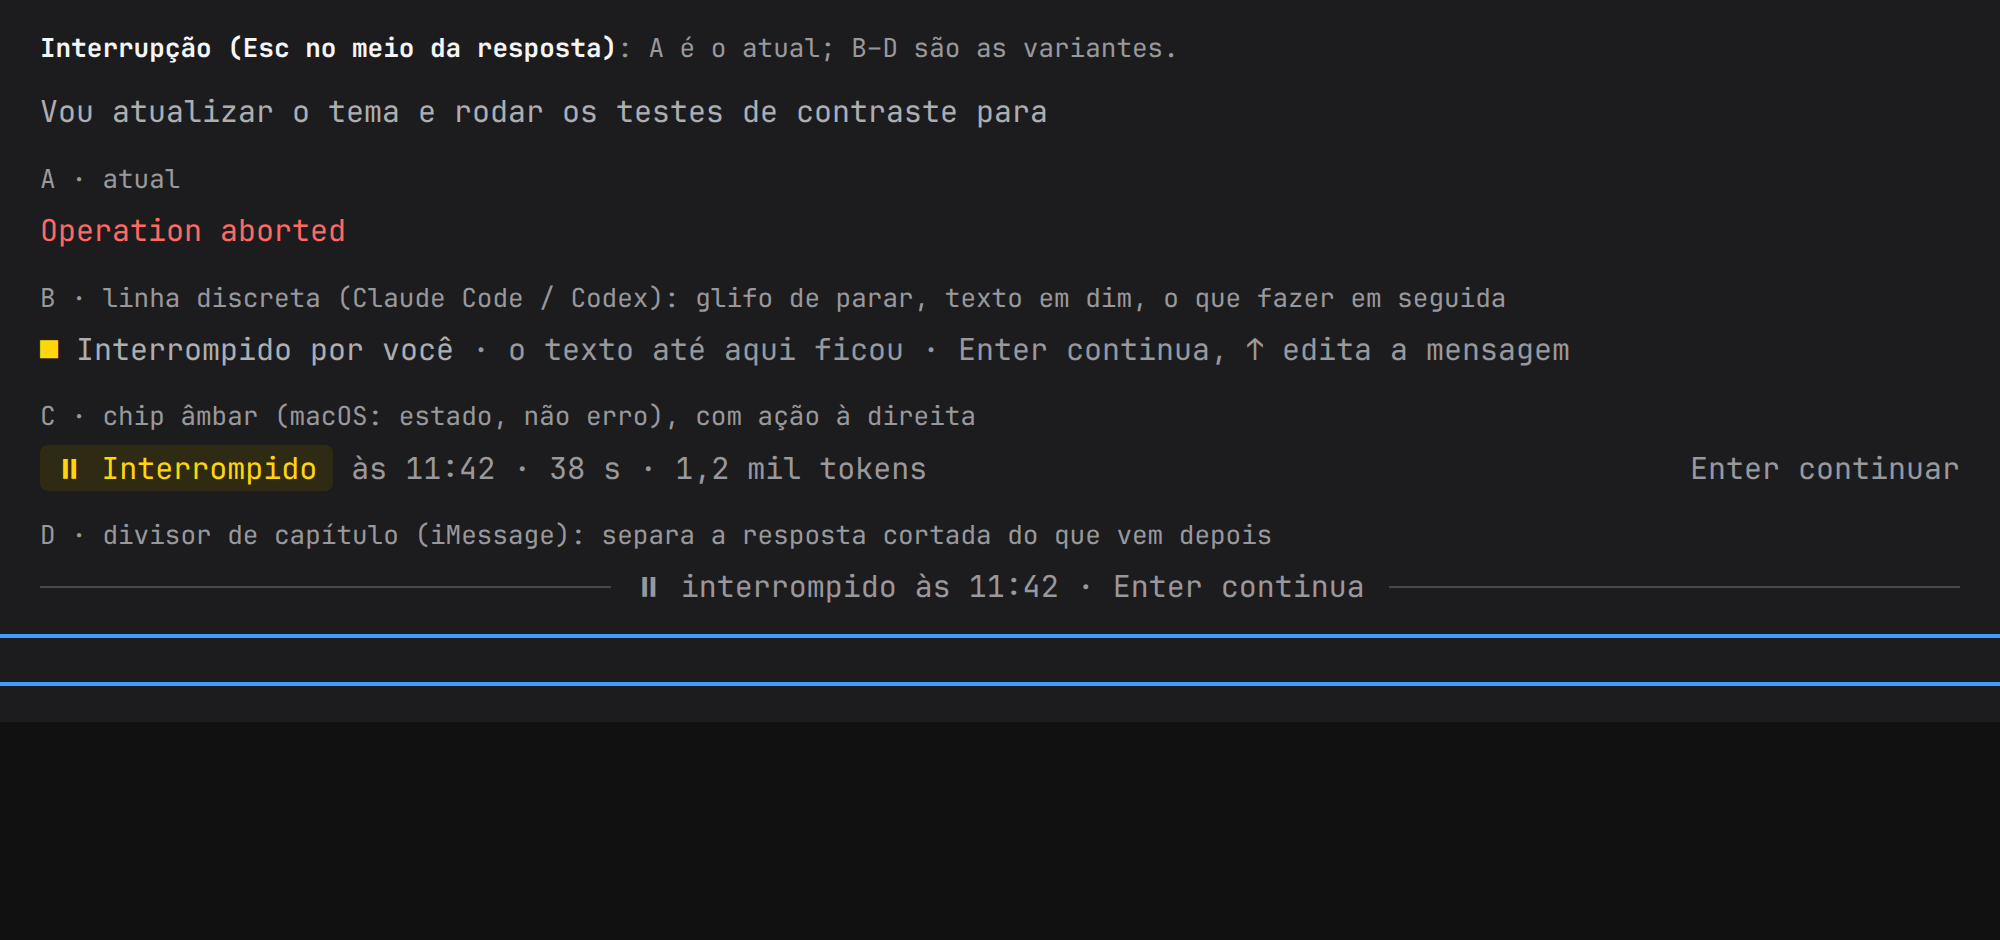 Interrupção (Esc no meio da resposta): A é o atual; B–D são as variantes.
Vou atualizar o tema e rodar os testes de contraste para
A · atual
Operation aborted
B · linha discreta (Claude Code / Codex): glifo de parar, texto em dim, o que fazer em seguida
■ Interrompido por você · o texto até aqui ficou · Enter continua, ↑ edita a mensagem
C · chip âmbar (macOS: estado, não erro), com ação à direita
⏸ Interrompido às 11:42 · 38 s · 1,2 mil tokens Enter continuar
D · divisor de capítulo (iMessage): separa a resposta cortada do que vem depois
⏸ interrompido às 11:42 · Enter continua